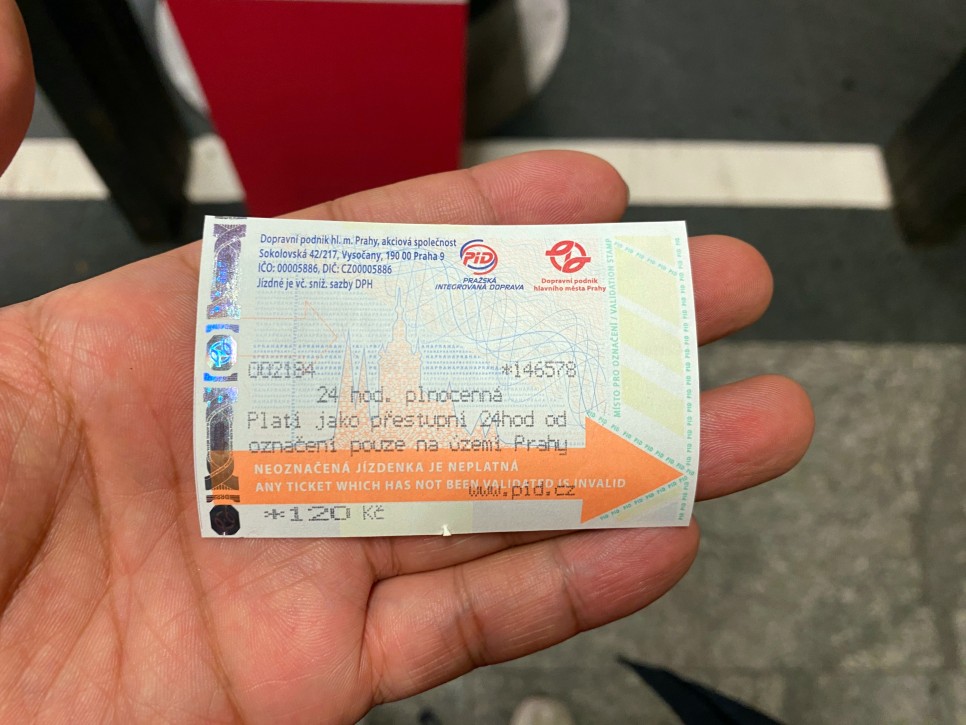 Dopravní podnik hl. m. Prahy, akciová společnost
Sokolovská 42/217, Vysočany, 190 00 Praha 9
IČO: 00005886, DIČ: CZ00005886
Jízdné je vč. sníž. sazby DPH
PID
PRAŽSKÁ
INTEGROVANÁ DOPRAVA
Dopravní podnik
hlavního města Prahy
MÍSTO PRO OZNAČENÍ / VALIDATION STAMP
002184 *146578
24 hod. plnocenná
Platí jako přestupní 24hod od
označení pouze na území Prahy
NEOZNAČENÁ JÍZDENKA JE NEPLATNÁ
ANY TICKET WHICH HAS NOT BEEN VALIDATED IS INVALID
www.pid.cz
*120 Kč